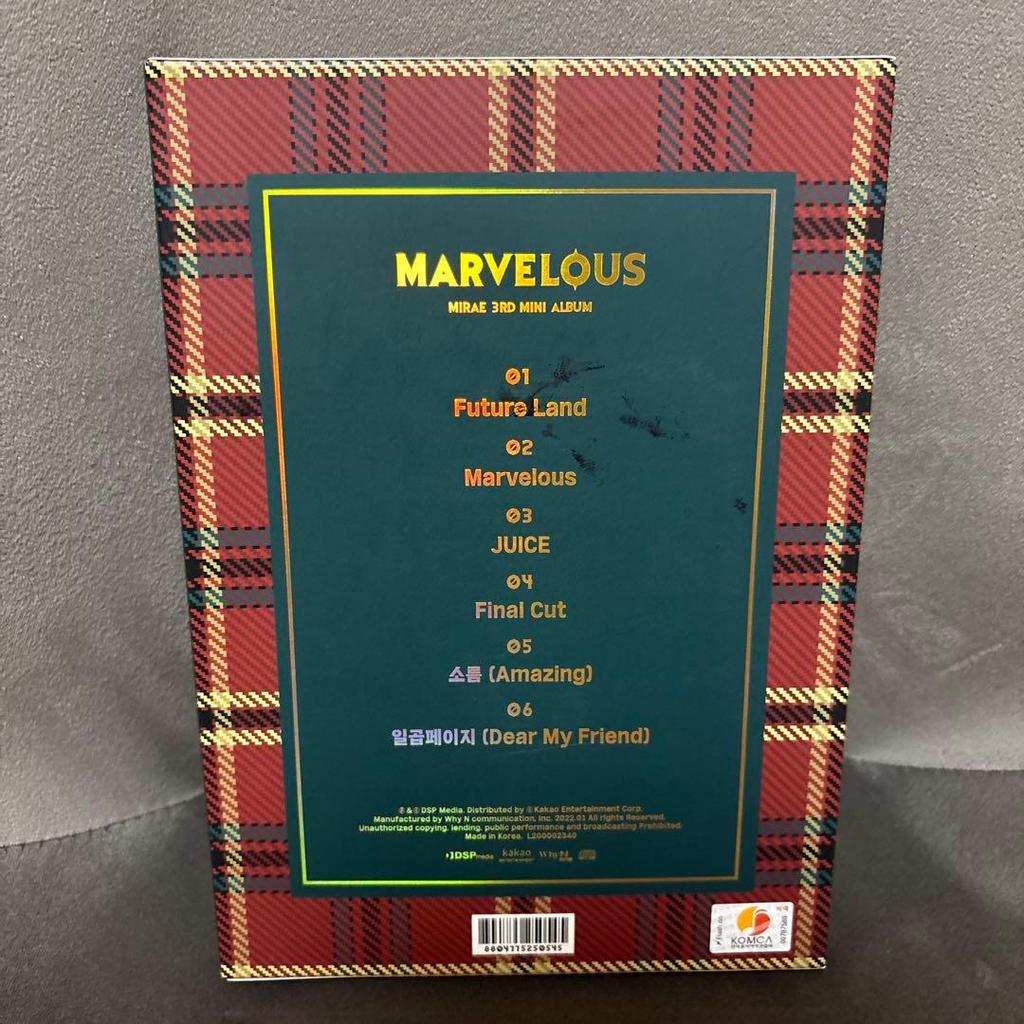 MARVELOUS
MIRAE 3RD MINI ALBUM
01
Future Land
02
Marvelous
03
JUICE
04
Final Cut
05
소름 (Amazing)
06
일곱페이지 (Dear My Friend)
Ⓟ & © DSP Media. Distributed by © Kakao Entertainment Corp.
Manufactured by Why N communication, Inc. 2022.01 All rights Reserved.
Unauthorized copying, lending, public performance and broadcasting Prohibited.
Made in Korea. L200002340
DSPmedia kakao WhyN
8804775250545
KOMCA